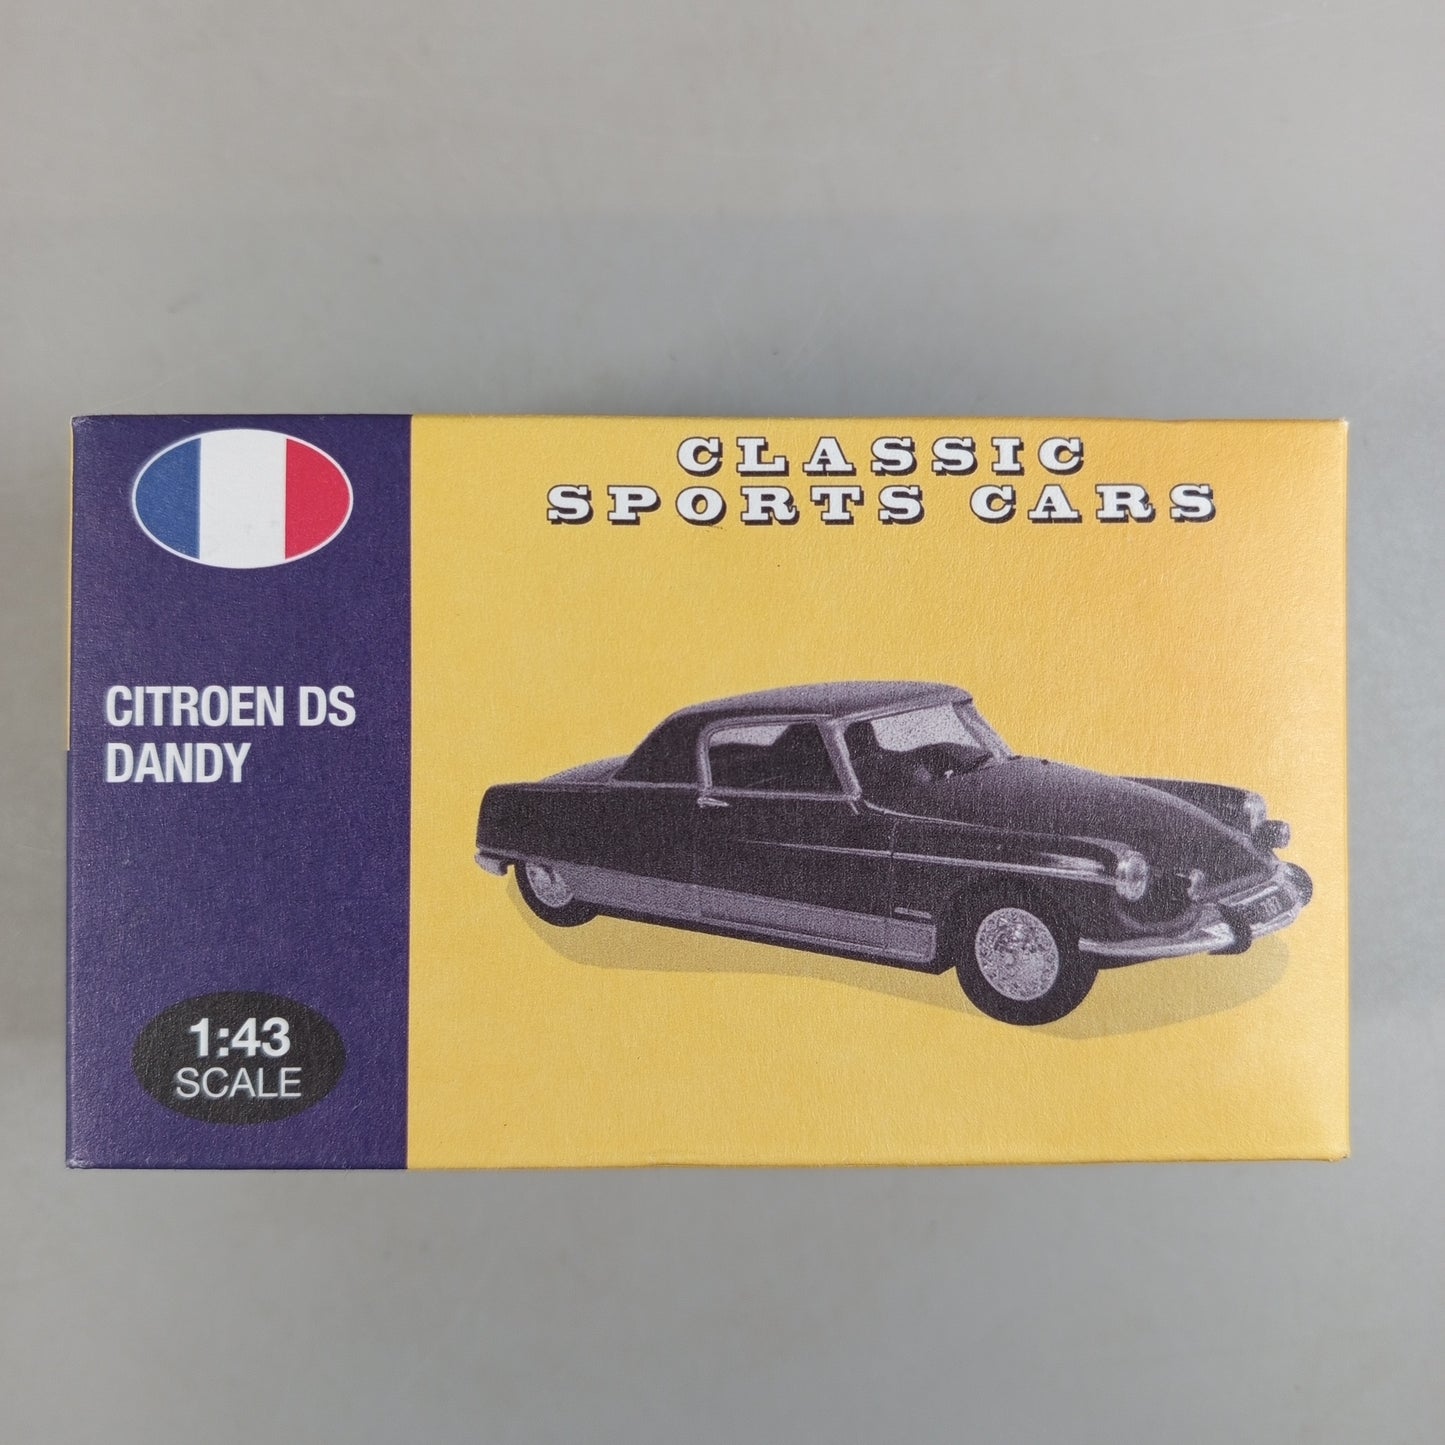 CLASSIC
SPORTS CARS
CITROEN DS
DANDY
1:43
SCALE